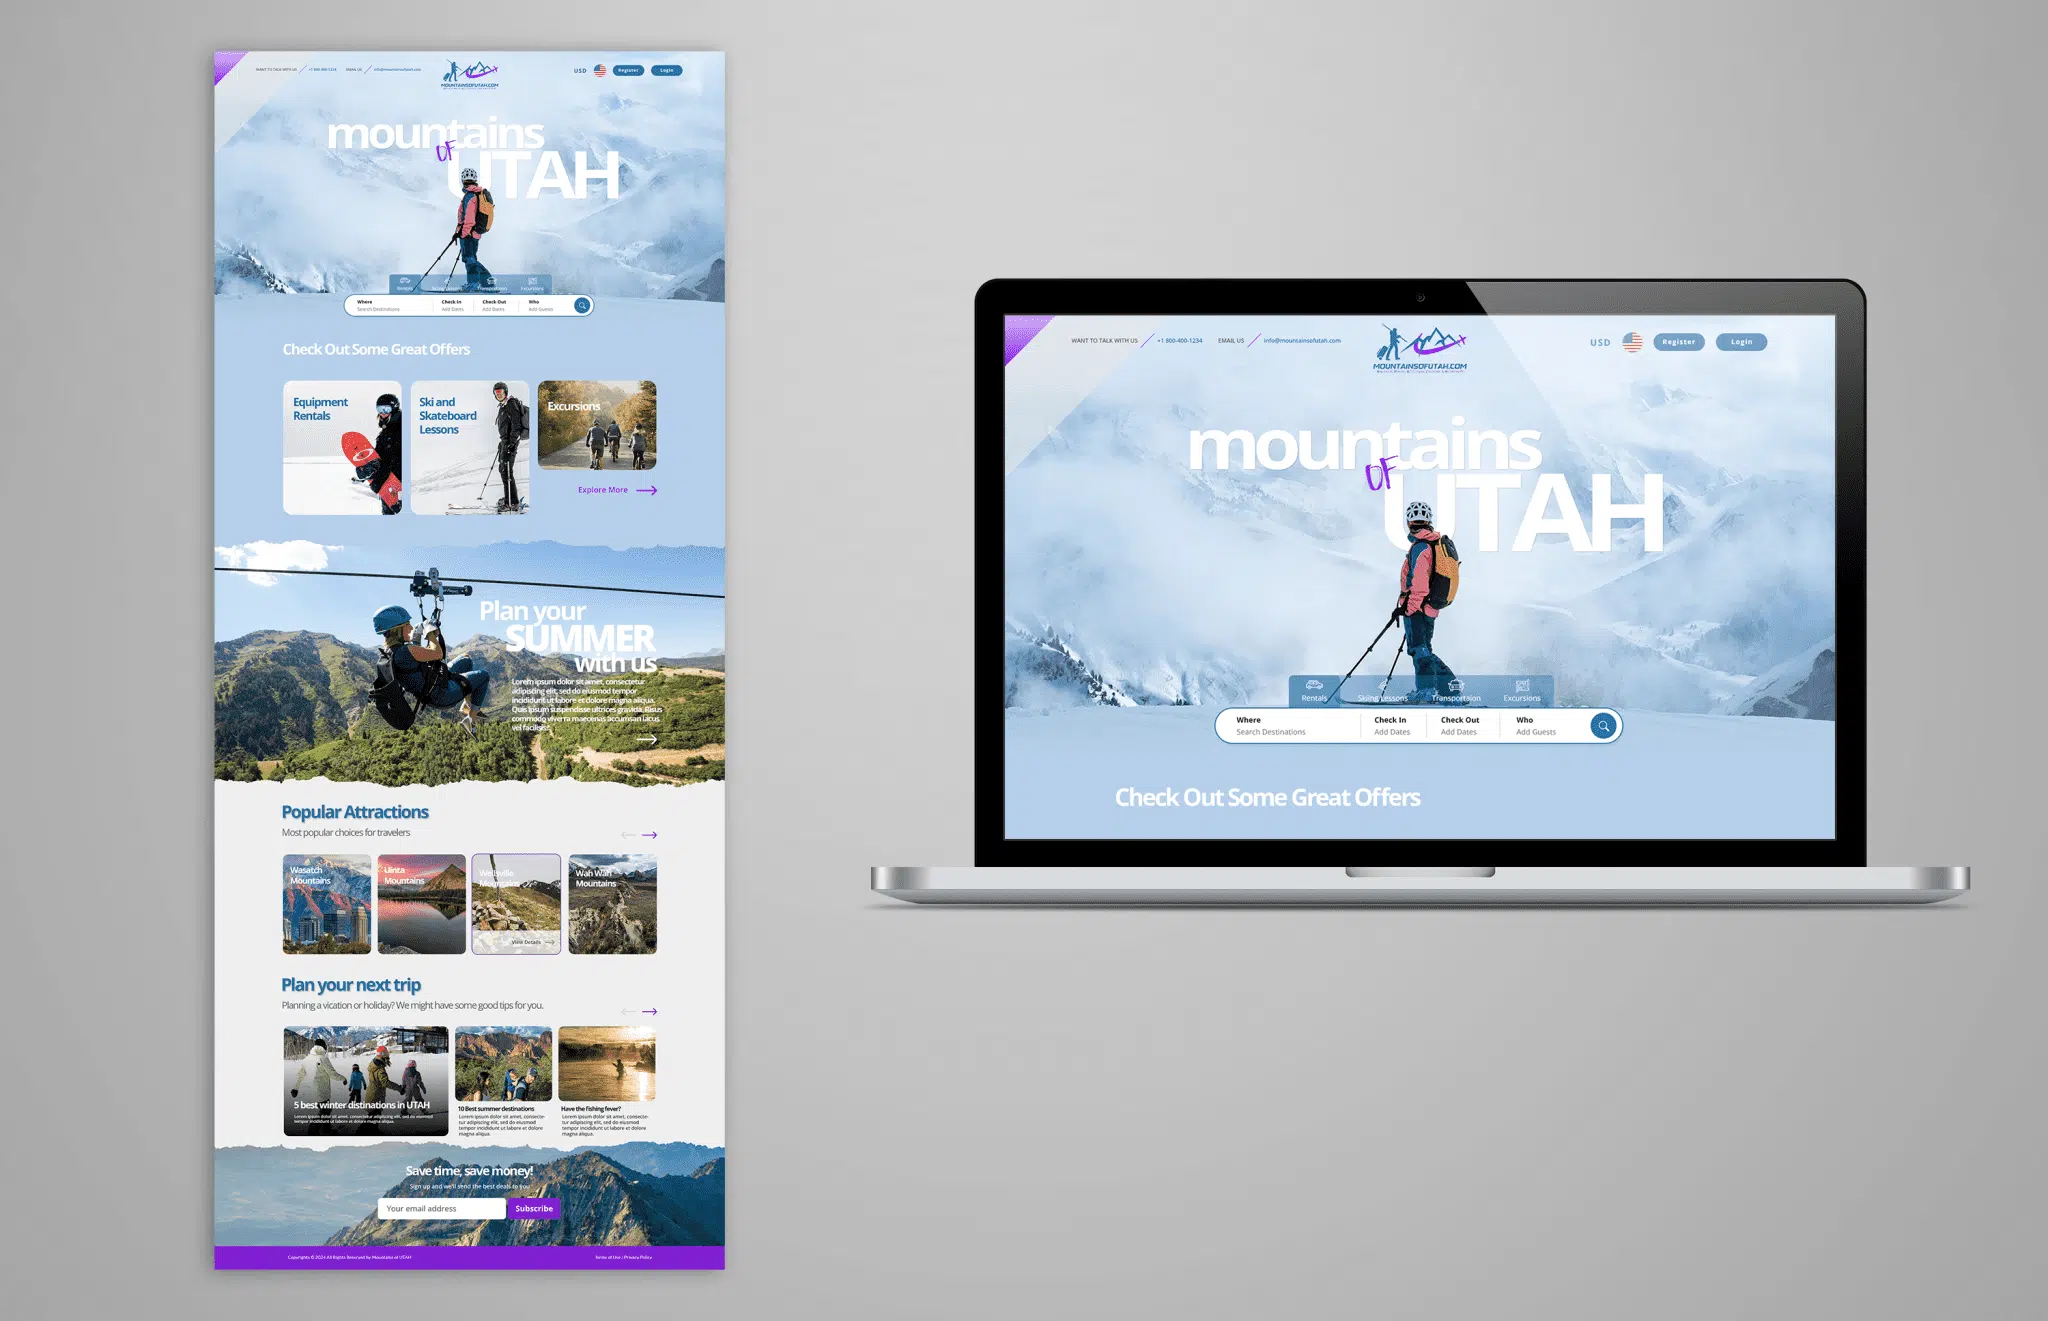 WANT TO TALK WITH US
+1 800-400-1234
EMAIL US
info@mountainsofutah.com
MOUNTAINSOFUTAH.COM
USD
Register
Login
mountains
OF
UTAH
Rentals
Skiing Lessons
Transportation
Excursions
Where
Search Destinations
Check In
Add Dates
Check Out
Add Dates
Who
Add Guests
Check Out Some Great Offers
Equipment
Rentals
Ski and
Skateboard
Lessons
Excursions
Explore More
Plan your
SUMMER
with us
Lorem ipsum dolor sit amet, consectetur
adipiscing elit, sed do eiusmod tempor
incididunt ut labore et dolore magna aliqua.
Quis ipsum suspendisse ultrices gravida. Risus
commodo viverra maecenas accumsan lacus
vel facilisis.
Popular Attractions
Most popular choices for travelers
Wasatch
Mountains
Uinta
Mountains
Wellsville
Mountains
View Details
Wah Wah
Mountains
Plan your next trip
Planning a vication or holiday? We might have some good tips for you.
5 best winter distinations in UTAH
Lorem ipsum dolor sit amet, consectetur adipiscing elit, sed do eiusmod
tempor incididunt ut labore et dolore magna aliqua.
10 Best summer destinations
Lorem ipsum dolor sit amet, consecte-
tur adipiscing elit, sed do eiusmod
tempor incididunt ut labore et dolore
magna aliqua.
Have the fishing fever?
Lorem ipsum dolor sit amet, consecte-
tur adipiscing elit, sed do eiusmod
tempor incididunt ut labore et dolore
magna aliqua.
Save time, save money!
Sign up and we'll send the best deals to you
Your email address
Subscribe
Copyrights © 2024 All Rights Reserved by Mountains of UTAH
Terms of Use / Privacy Policy
WANT TO TALK WITH US
+1 800-400-1234
EMAIL US
info@mountainsofutah.com
MOUNTAINSOFUTAH.COM
USD
Register
Login
mountains
OF
UTAH
Rentals
Skiing Lessons
Transportaion
Excursions
Where
Search Destinations
Check In
Add Dates
Check Out
Add Dates
Who
Add Guests
Check Out Some Great Offers